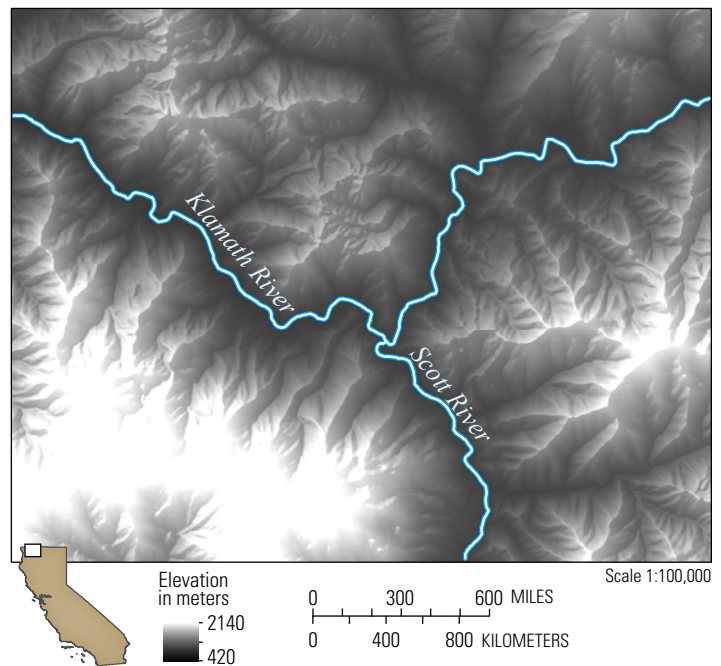 Klamath River
Scott River
Scale 1:100,000
Elevation
in meters
2140
420
0 300 600 MILES
0 400 800 KILOMETERS